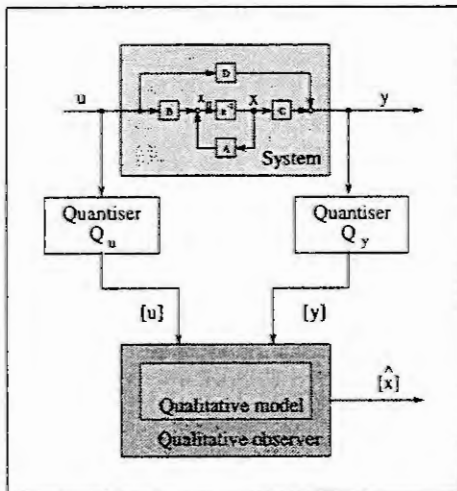 D
u
B
x
x
C
y
A
System
Quantiser
Q u
Quantiser
Q y
[u]
[y]
[x̂]
Qualitative model
Qualitative observer